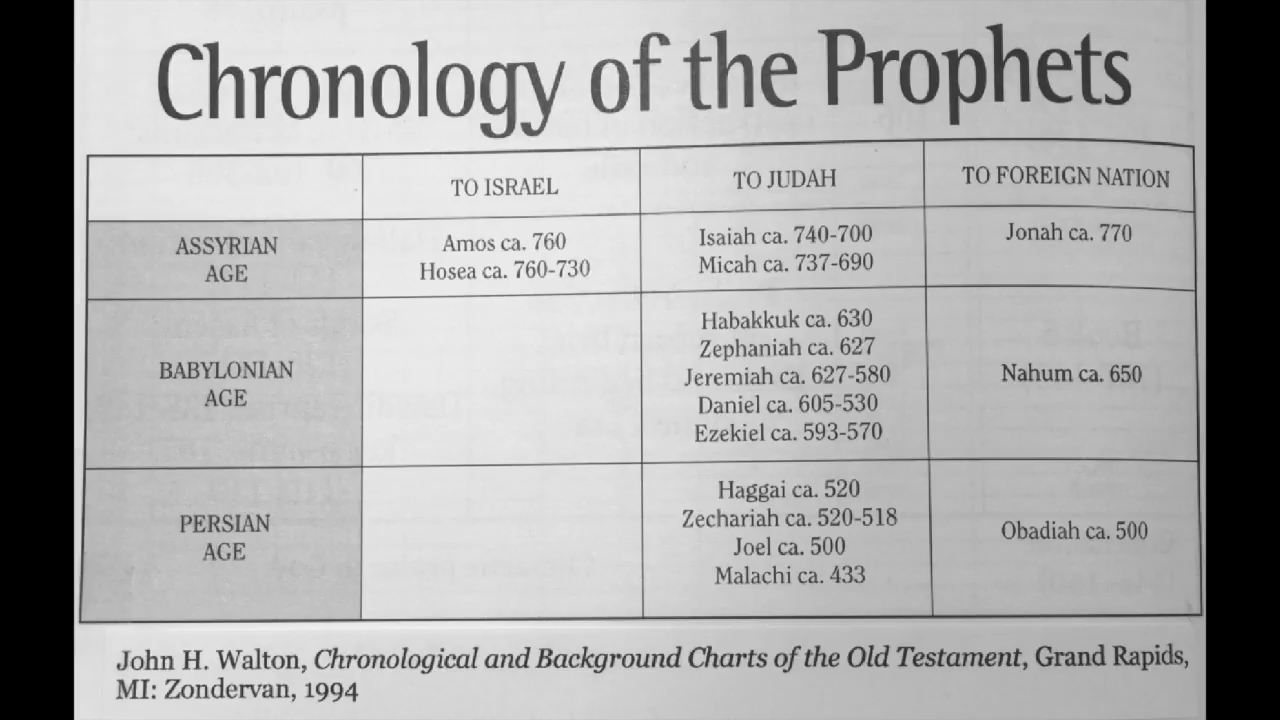 Chronology of the Prophets
TO ISRAEL
TO JUDAH
TO FOREIGN NATION
ASSYRIAN
AGE
Amos ca. 760
Hosea ca. 760-730
Isaiah ca. 740-700
Micah ca. 737-690
Jonah ca. 770
BABYLONIAN
AGE
Habakkuk ca. 630
Zephaniah ca. 627
Jeremiah ca. 627-580
Daniel ca. 605-530
Ezekiel ca. 593-570
Nahum ca. 650
PERSIAN
AGE
Haggai ca. 520
Zechariah ca. 520-518
Joel ca. 500
Malachi ca. 433
Obadiah ca. 500
John H. Walton, Chronological and Background Charts of the Old Testament, Grand Rapids,
MI: Zondervan, 1994